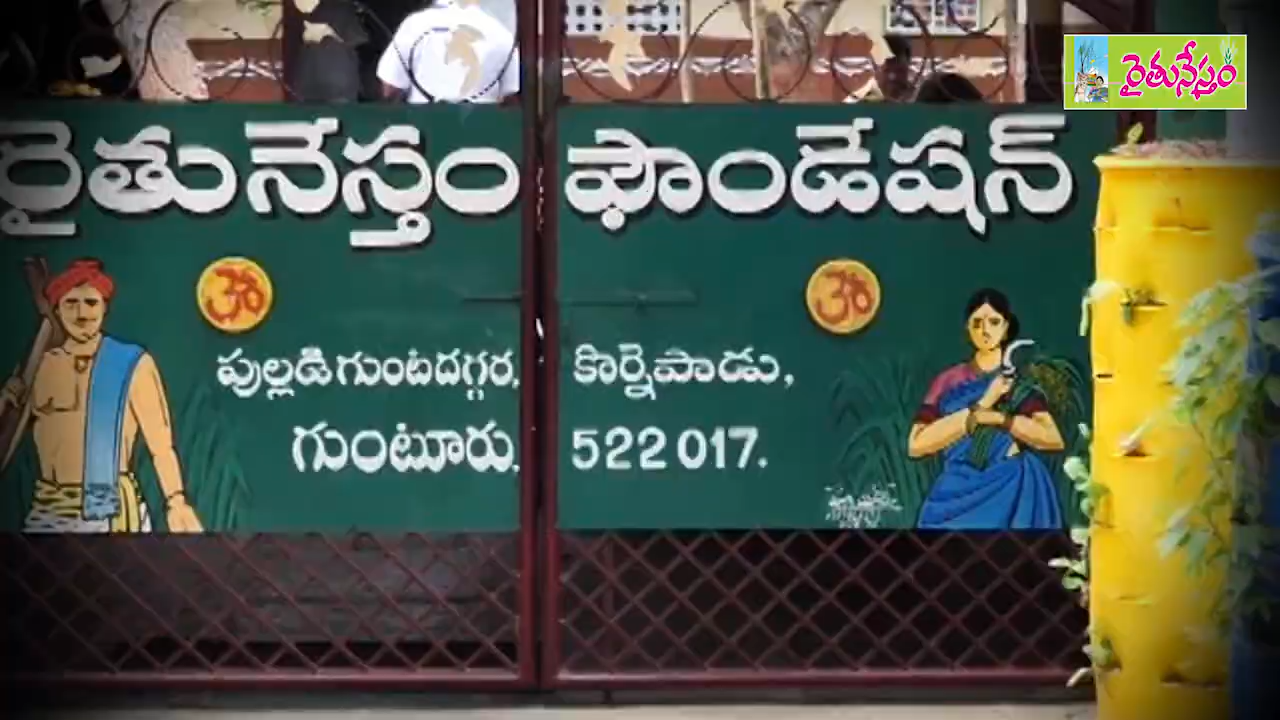 రైతునేస్తం
రైతునేస్తం ఫౌండేషన్
పుల్లడిగుంటదగ్గర, కొర్నెపాడు,
గుంటూరు, 522 017.